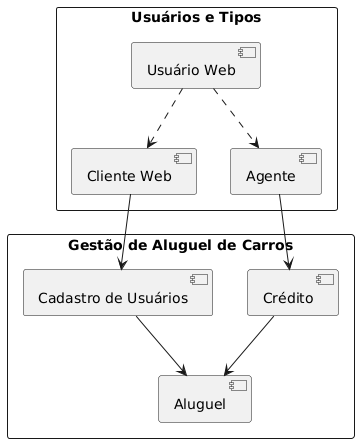 Usuários e Tipos
Usuário Web
Cliente Web
Agente
Gestão de Aluguel de Carros
Cadastro de Usuários
Crédito
Aluguel